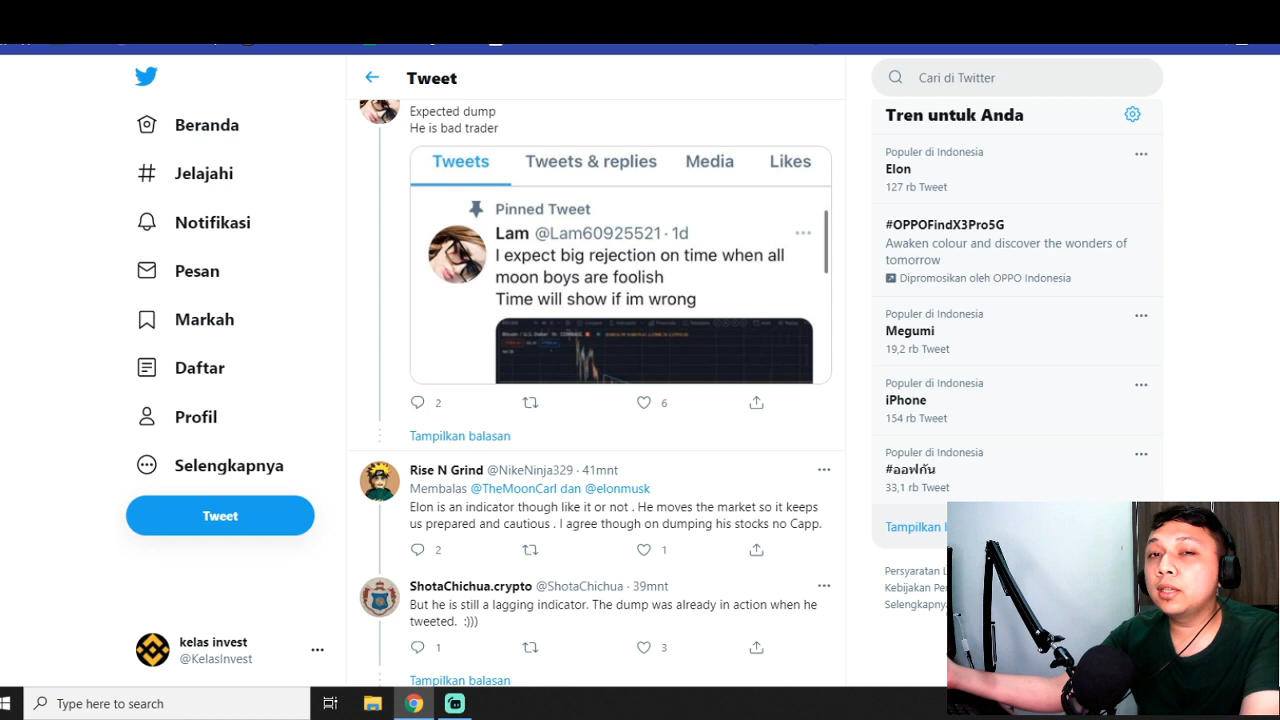 Beranda
Jelajahi
Notifikasi
Pesan
Markah
Daftar
Profil
Selengkapnya
Tweet
kelas invest
@KelasInvest
Tweet
Expected dump
He is bad trader
Tweets Tweets & replies Media Likes
Pinned Tweet
Lam @Lam60925521 · 1d
I expect big rejection on time when all
moon boys are foolish
Time will show if im wrong
2 6
Tampilkan balasan
Rise N Grind @NikeNinja329 · 41mnt
Membalas @TheMoonCarl dan @elonmusk
Elon is an indicator though like it or not . He moves the market so it keeps
us prepared and cautious . I agree though on dumping his stocks no Capp.
2 1
ShotaChichua.crypto @ShotaChichua · 39mnt
But he is still a lagging indicator. The dump was already in action when he
tweeted. :)))
1 3
Tampilkan balasan
Cari di Twitter
Tren untuk Anda
Populer di Indonesia
Elon
127 rb Tweet
#OPPOFindX3Pro5G
Awaken colour and discover the wonders of
tomorrow
Dipromosikan oleh OPPO Indonesia
Populer di Indonesia
Megumi
19,2 rb Tweet
Populer di Indonesia
iPhone
154 rb Tweet
Populer di Indonesia
#ออฟกัน
33,1 rb Tweet
Tampilkan
Persyaratan
Kebijakan
Selengkapnya
Type here to search